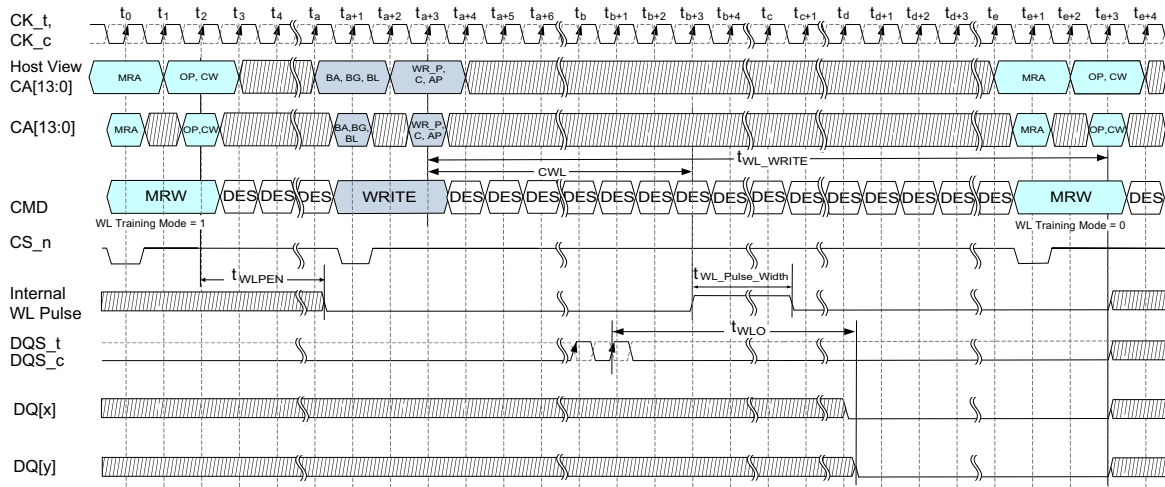 CK_t,
CK_c
t0 t1 t2 t3 t4 ta ta+1 ta+2 ta+3 ta+4 ta+5 ta+6 tb tb+1 tb+2 tb+3 tb+4 tc tc+1 td td+1 td+2 td+3 te te+1 te+2 te+3 te+4
Host View
CA[13:0]
MRA OP, CW BA, BG, BL WR_P,
C, AP MRA OP, CW
CA[13:0]
MRA OP,CW BA,BG,
BL WR_P,
C, AP MRA OP,CW
tWL_WRITE
CWL
CMD
MRW DES DES DES WRITE DES DES DES DES DES DES DES DES DES DES DES DES DES DES DES MRW DES
WL Training Mode = 1 WL Training Mode = 0
CS_n
tWLPEN tWL_Pulse_Width
Internal
WL Pulse
tWLO
DQS_t
DQS_c
DQ[x]
DQ[y]